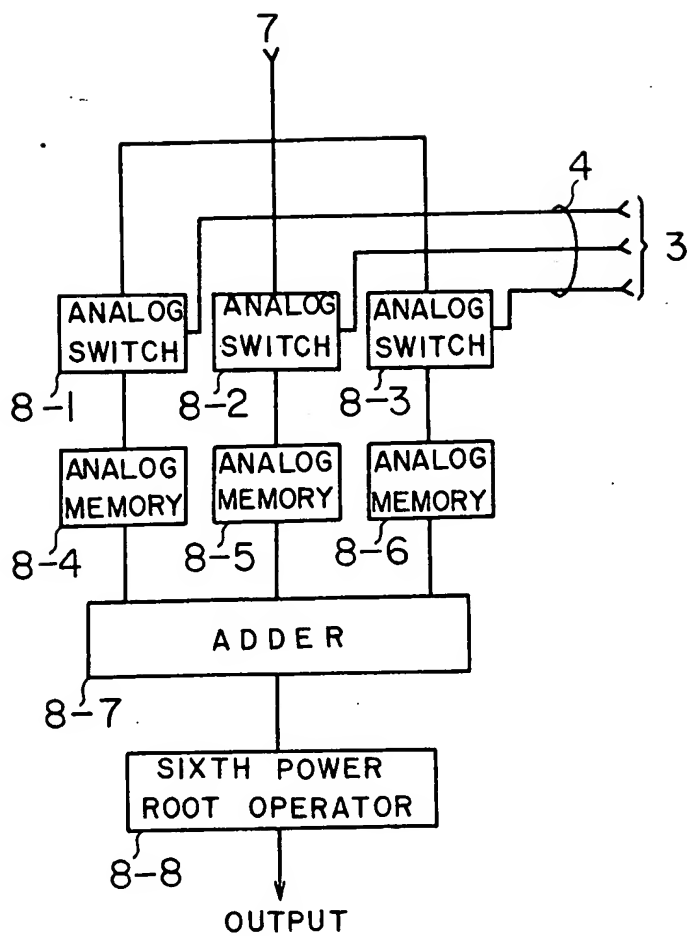 7
4
3
ANALOG
SWITCH
8-1
ANALOG
SWITCH
8-2
ANALOG
SWITCH
8-3
ANALOG
MEMORY
8-4
ANALOG
MEMORY
8-5
ANALOG
MEMORY
8-6
ADDER
8-7
SIXTH POWER
ROOT OPERATOR
8-8
OUTPUT